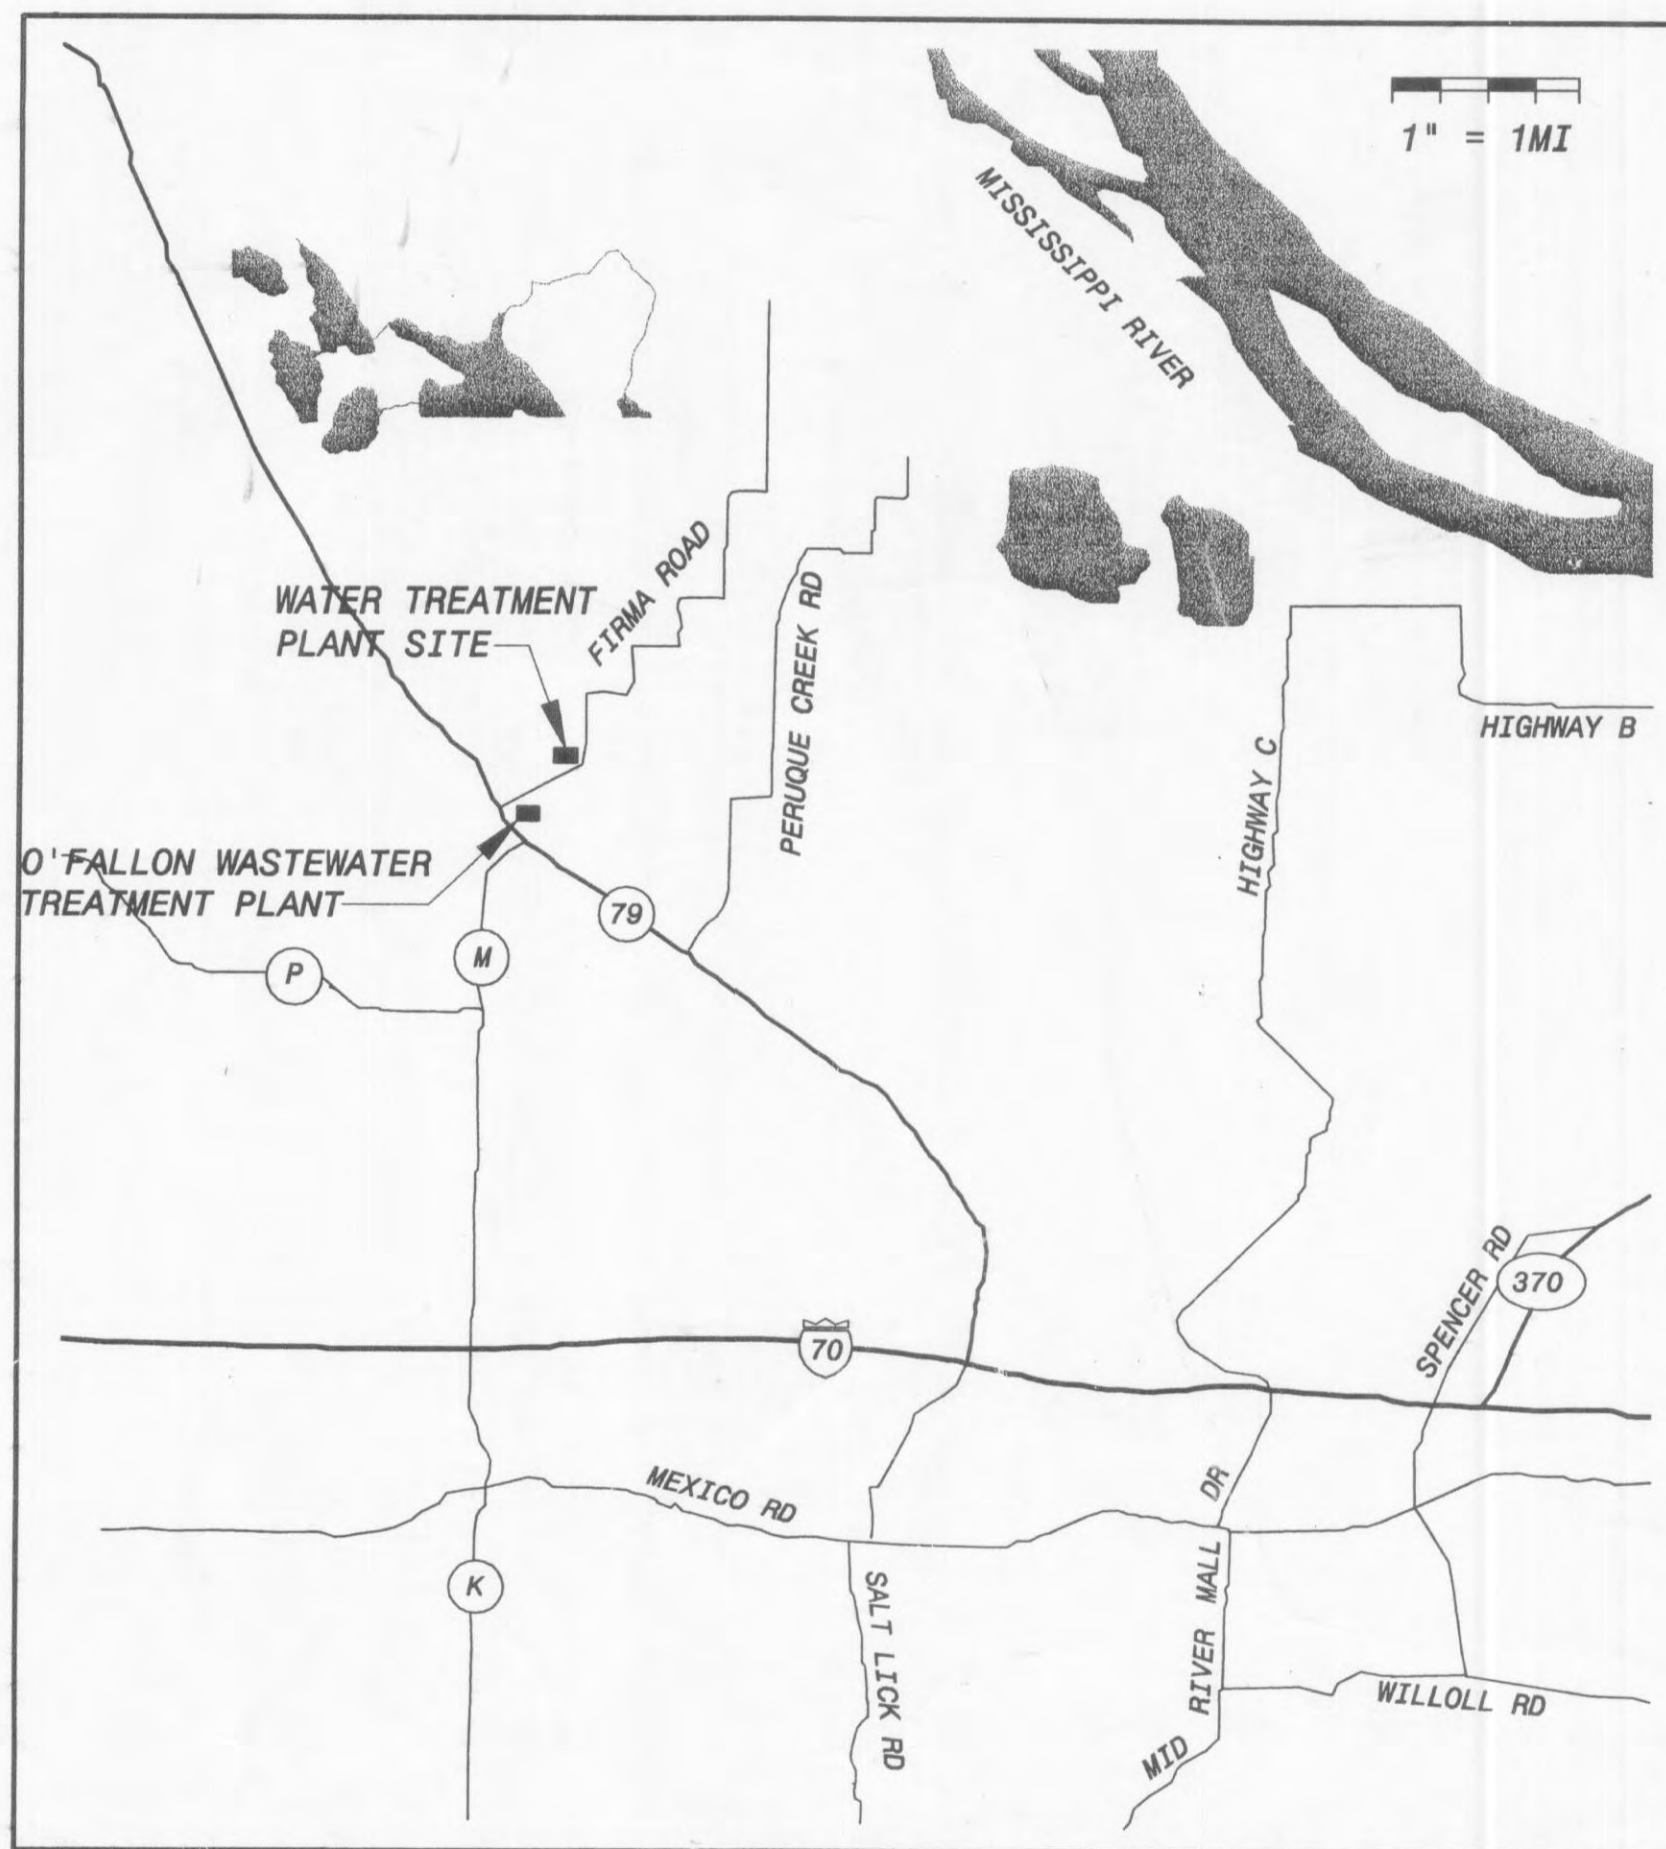 1" = 1MI
MISSISSIPPI RIVER
WATER TREATMENT
PLANT SITE
FIRMA ROAD
PERUQUE CREEK RD
HIGHWAY B
HIGHWAY C
O'FALLON WASTEWATER
TREATMENT PLANT
79
M
P
SPENCER RD
370
70
MEXICO RD
K
SALT LICK RD
MID RIVER MALL DR
WILLOLL RD